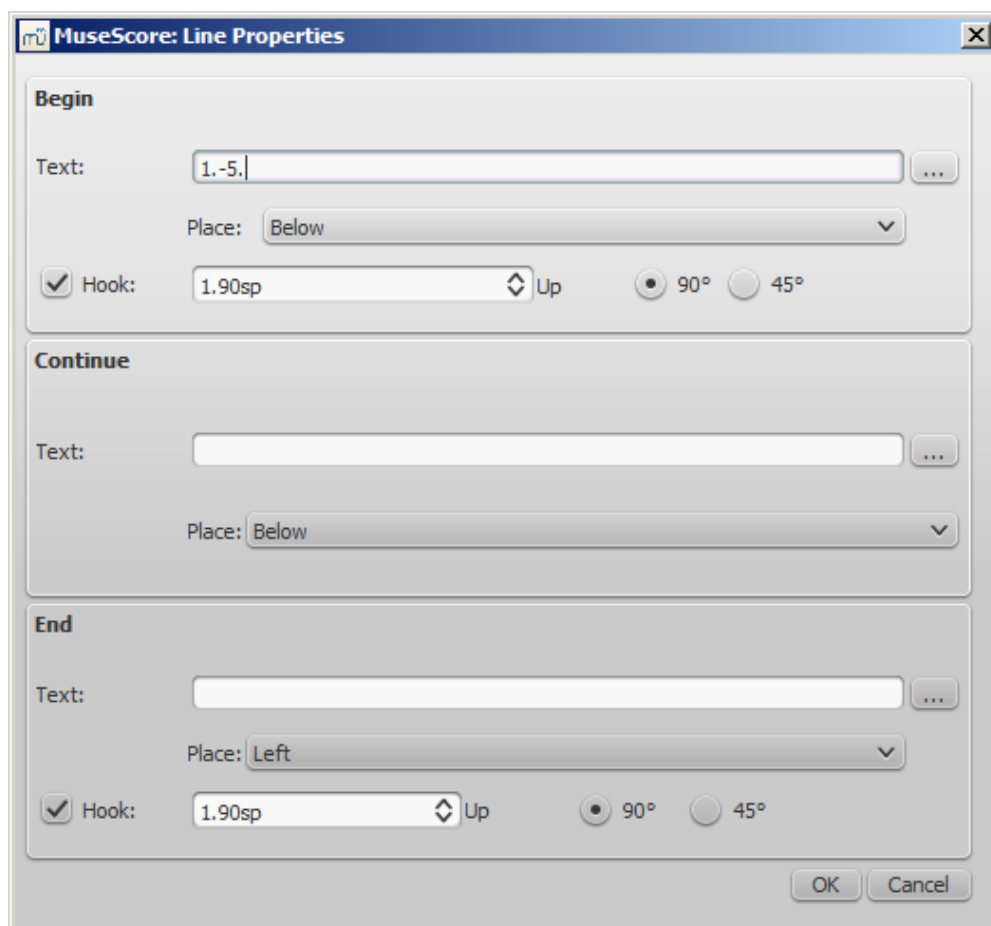 MuseScore: Line Properties
Begin
Text: 1.-5. ...
Place: Below
Hook: 1.90sp Up 90° 45°
Continue
Text: ...
Place: Below
End
Text: ...
Place: Left
Hook: 1.90sp Up 90° 45°
OK Cancel